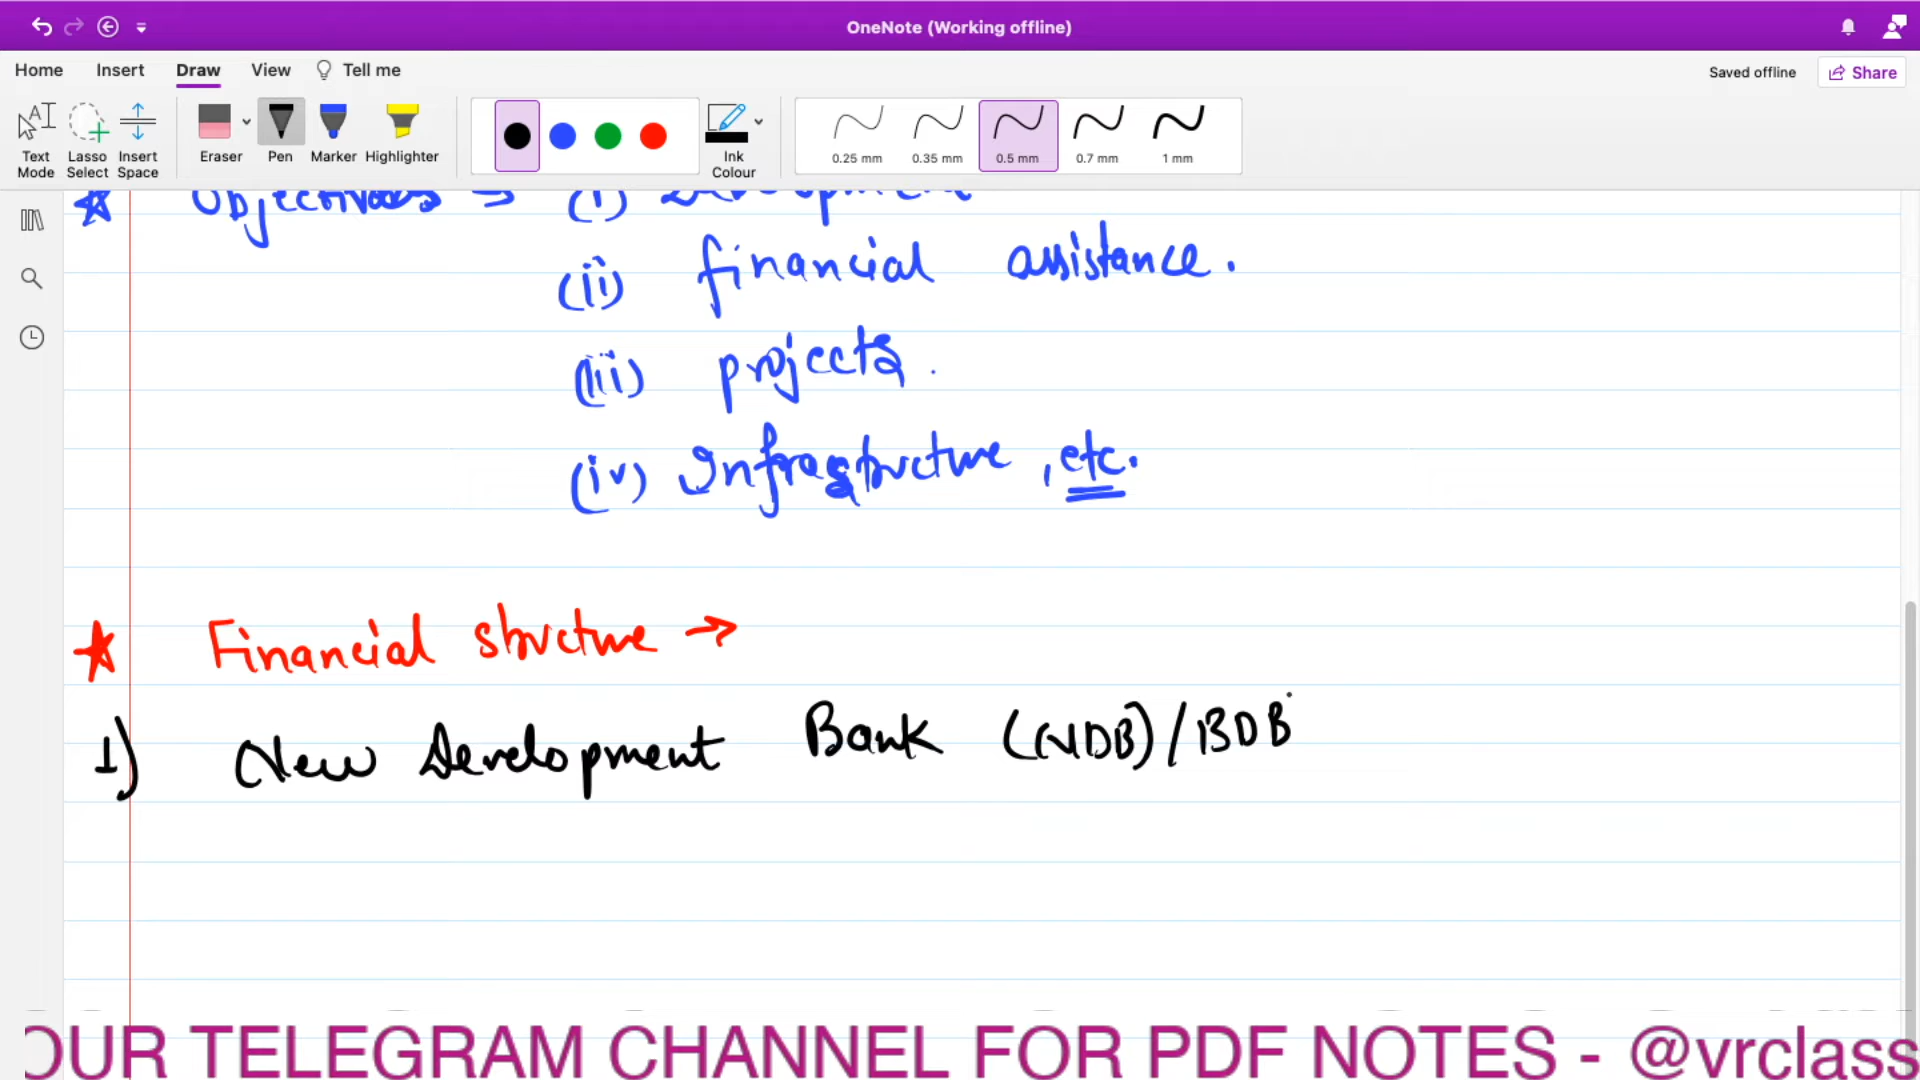 OneNote (Working offline)
Home Insert Draw View Tell me
Saved offline Share
Text Mode Lasso Select Insert Space Eraser Pen Marker Highlighter Ink Colour 0.25 mm 0.35 mm 0.5 mm 0.7 mm 1 mm
Objectives → (i) Development
(ii) financial assistance.
(iii) projects.
(iv) Infrastructure, etc.
Financial structure →
1) New Development Bank (NDB)/BDB
OUR TELEGRAM CHANNEL FOR PDF NOTES - @vrclass